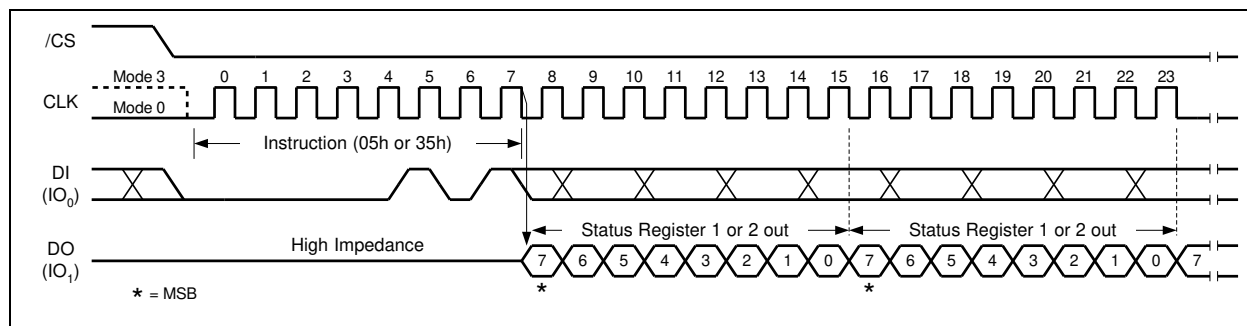 /CS
Mode 3
0 1 2 3 4 5 6 7 8 9 10 11 12 13 14 15 16 17 18 19 20 21 22 23
CLK
Mode 0
Instruction (05h or 35h)
DI
(IO0)
Status Register 1 or 2 out Status Register 1 or 2 out
High Impedance
DO
(IO1)
7 6 5 4 3 2 1 0 7 6 5 4 3 2 1 0 7
* *
* = MSB